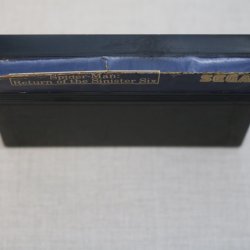 Spider-Man:
Return of the Sinister Six
SEGA